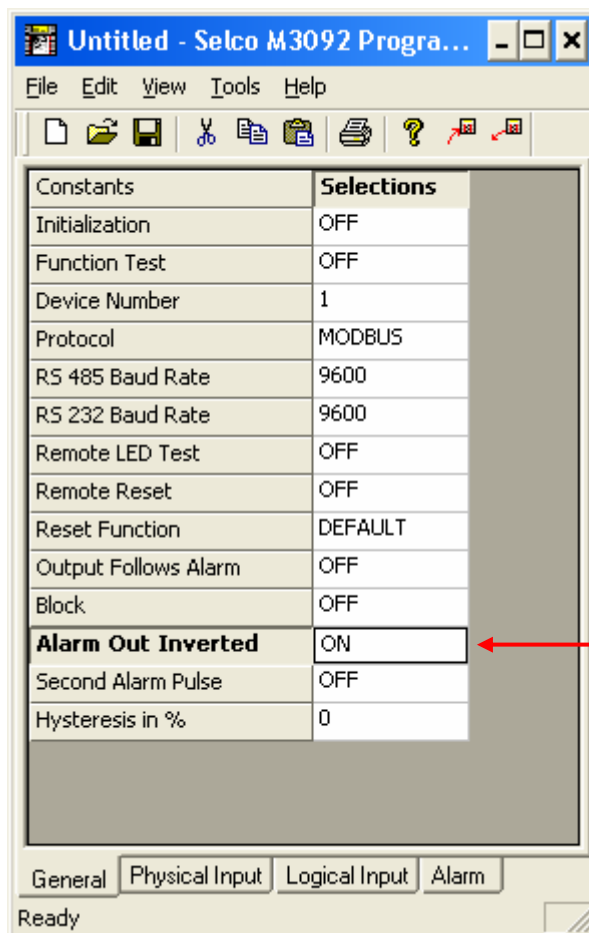 Untitled - Selco M3092 Progra...
File Edit View Tools Help
Constants Selections
Initialization OFF
Function Test OFF
Device Number 1
Protocol MODBUS
RS 485 Baud Rate 9600
RS 232 Baud Rate 9600
Remote LED Test OFF
Remote Reset OFF
Reset Function DEFAULT
Output Follows Alarm OFF
Block OFF
Alarm Out Inverted ON
Second Alarm Pulse OFF
Hysteresis in % 0
General Physical Input Logical Input Alarm
Ready